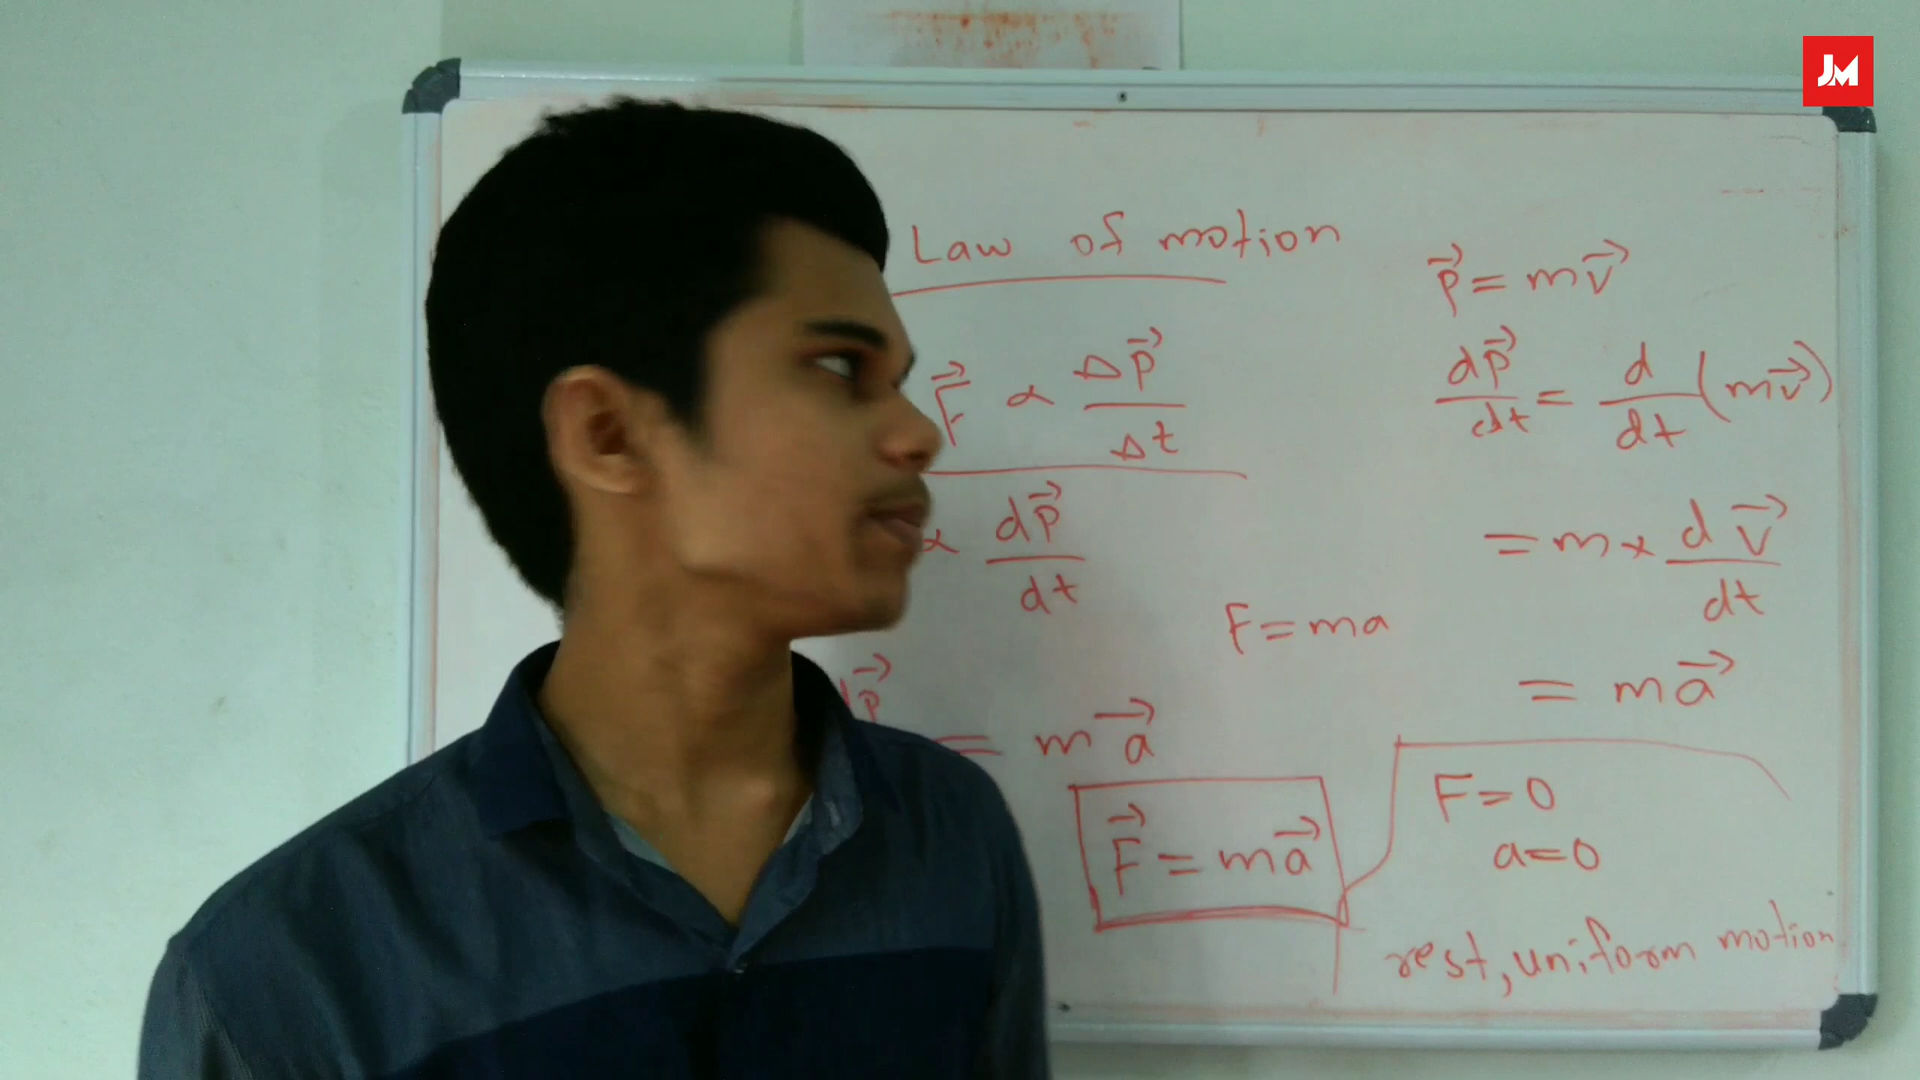 Law of motion
F⃗ ∝ Δp⃗/Δt
∝ dp⃗/dt
p⃗
= ma⃗
F⃗ = ma⃗
F=ma
p⃗ = mv⃗
dp⃗/dt = d/dt (mv⃗)
= m × dv⃗/dt
= ma⃗
F=0
a=0
rest, uniform motion
JM